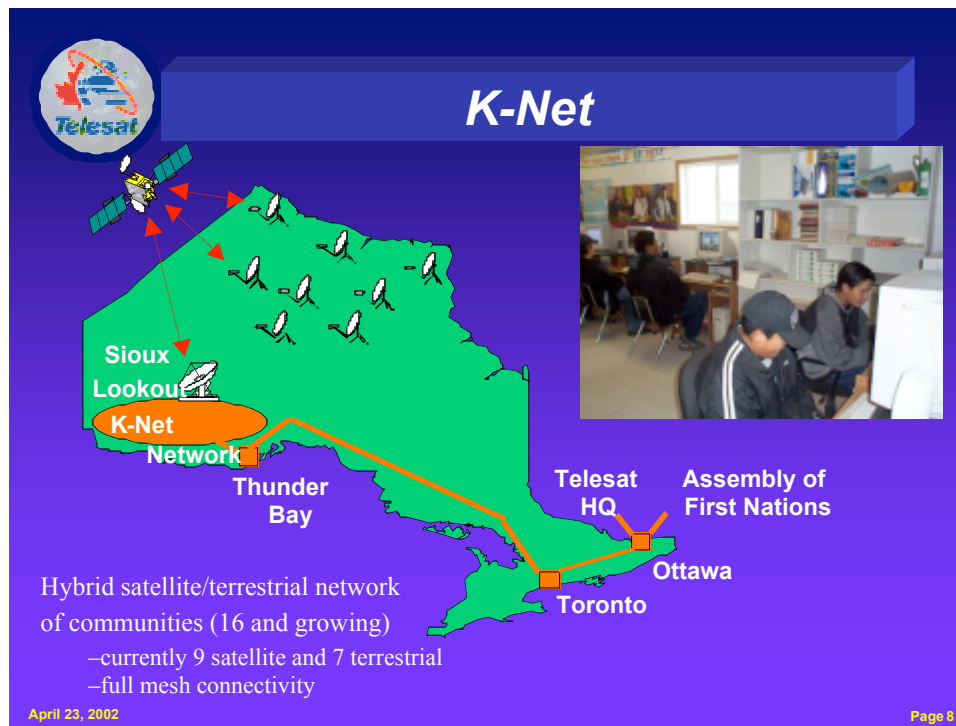 Telesat
K-Net
Sioux
Lookout
K-Net
Network
Thunder
Bay
Telesat
HQ
Assembly of
First Nations
Ottawa
Toronto
Hybrid satellite/terrestrial network
of communities (16 and growing)
–currently 9 satellite and 7 terrestrial
–full mesh connectivity
April 23, 2002
Page 8